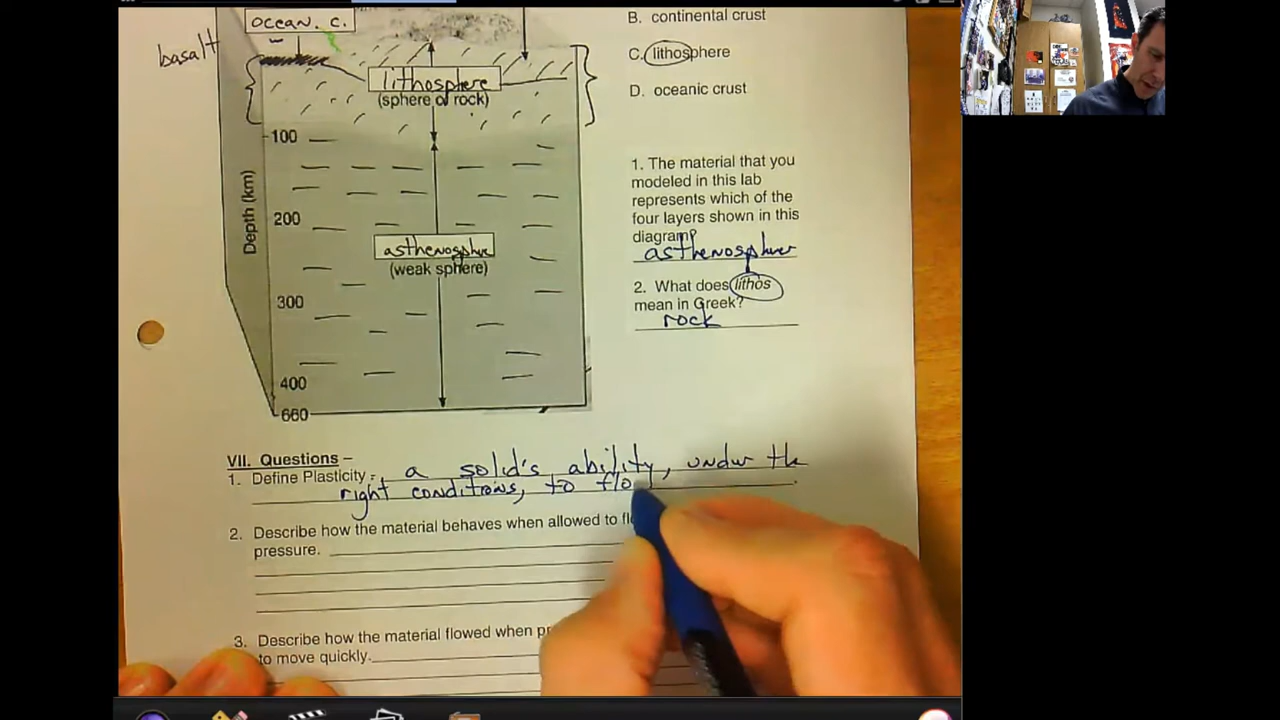 ocean. c.
basalt
lithosphere
(sphere of rock)
100
200
300
400
660
Depth (km)
asthenosphere
(weak sphere)
B. continental crust
C. lithosphere
D. oceanic crust
1. The material that you
modeled in this lab
represents which of the
four layers shown in this
diagram?
asthenosphere
2. What does lithos
mean in Greek?
rock
VII. Questions –
1. Define Plasticity - a solid's ability, under the
right conditions, to flo
2. Describe how the material behaves when allowed to
pressure.
3. Describe how the material flowed when
to move quickly.